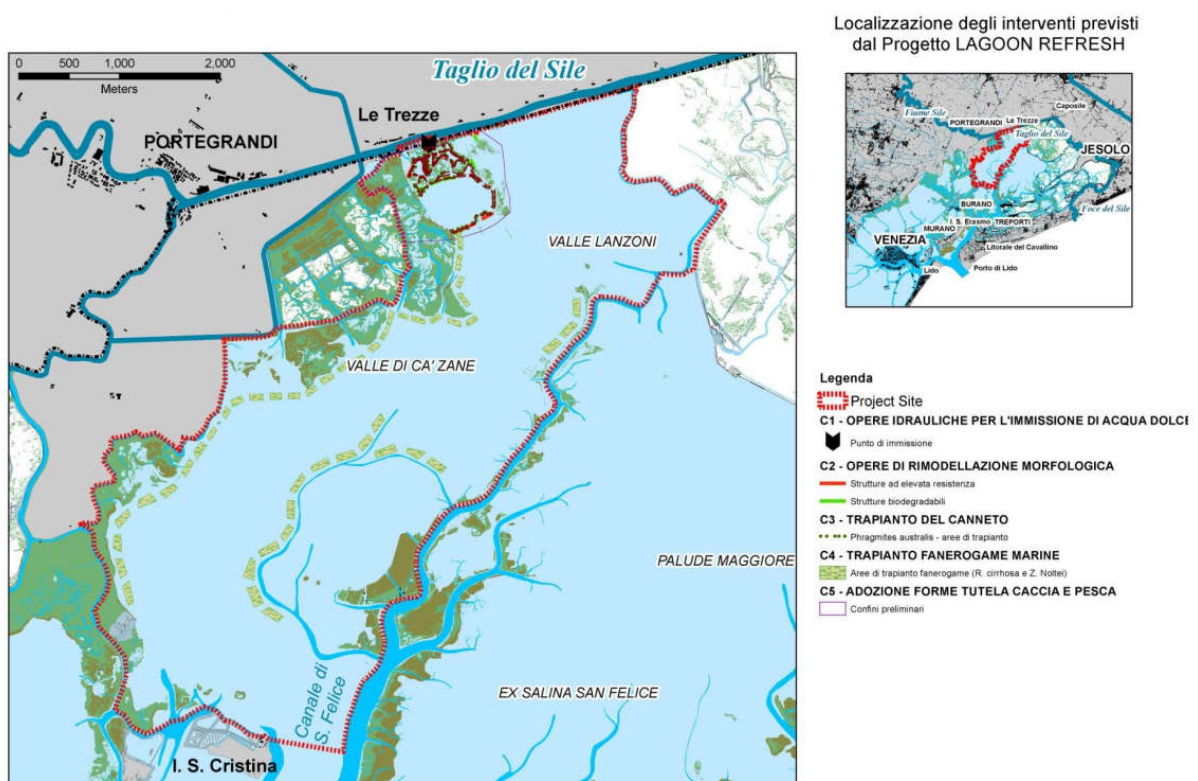 Localizzazione degli interventi previsti
dal Progetto LAGOON REFRESH
0 500 1,000 2,000
Meters
Taglio del Sile
Le Trezze
PORTEGRANDI
VALLE LANZONI
VALLE DI CA' ZANE
PALUDE MAGGIORE
EX SALINA SAN FELICE
Canale di
S. Felice
I. S. Cristina
Caposile
Fiume Sile
PORTEGRANDI
Le Trezze
Taglio del Sile
JESOLO
BURANO
Foce del Sile
I. S. Erasmo
TREPORTI
MURANO
VENEZIA
Litorale del Cavallino
Lido
Porto di Lido
Legenda
Project Site
C1 - OPERE IDRAULICHE PER L'IMMISSIONE DI ACQUA DOLCE
Punto di immissione
C2 - OPERE DI RIMODELLAZIONE MORFOLOGICA
Strutture ad elevata resistenza
Strutture biodegradabili
C3 - TRAPIANTO DEL CANNETO
Phragmites australis - aree di trapianto
C4 - TRAPIANTO FANEROGAME MARINE
Aree di trapianto fanerogame (R. cirrhosa e Z. Noltei)
C5 - ADOZIONE FORME TUTELA CACCIA E PESCA
Confini preliminari